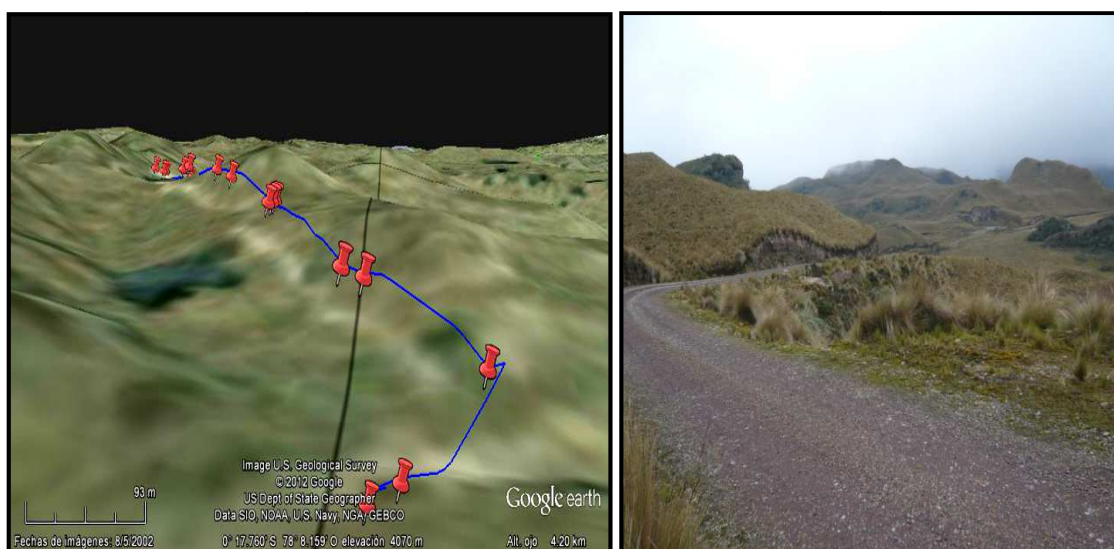 Image U.S. Geological Survey
© 2012 Google
US Dept of State Geographer
Data SIO, NOAA, U.S. Navy, NGA, GEBCO
93 m
Google earth
Fechas de imágenes: 8/5/2002
0° 17.760' S 78° 8.159' O elevación 4070 m
Alt. ojo 4.20 km